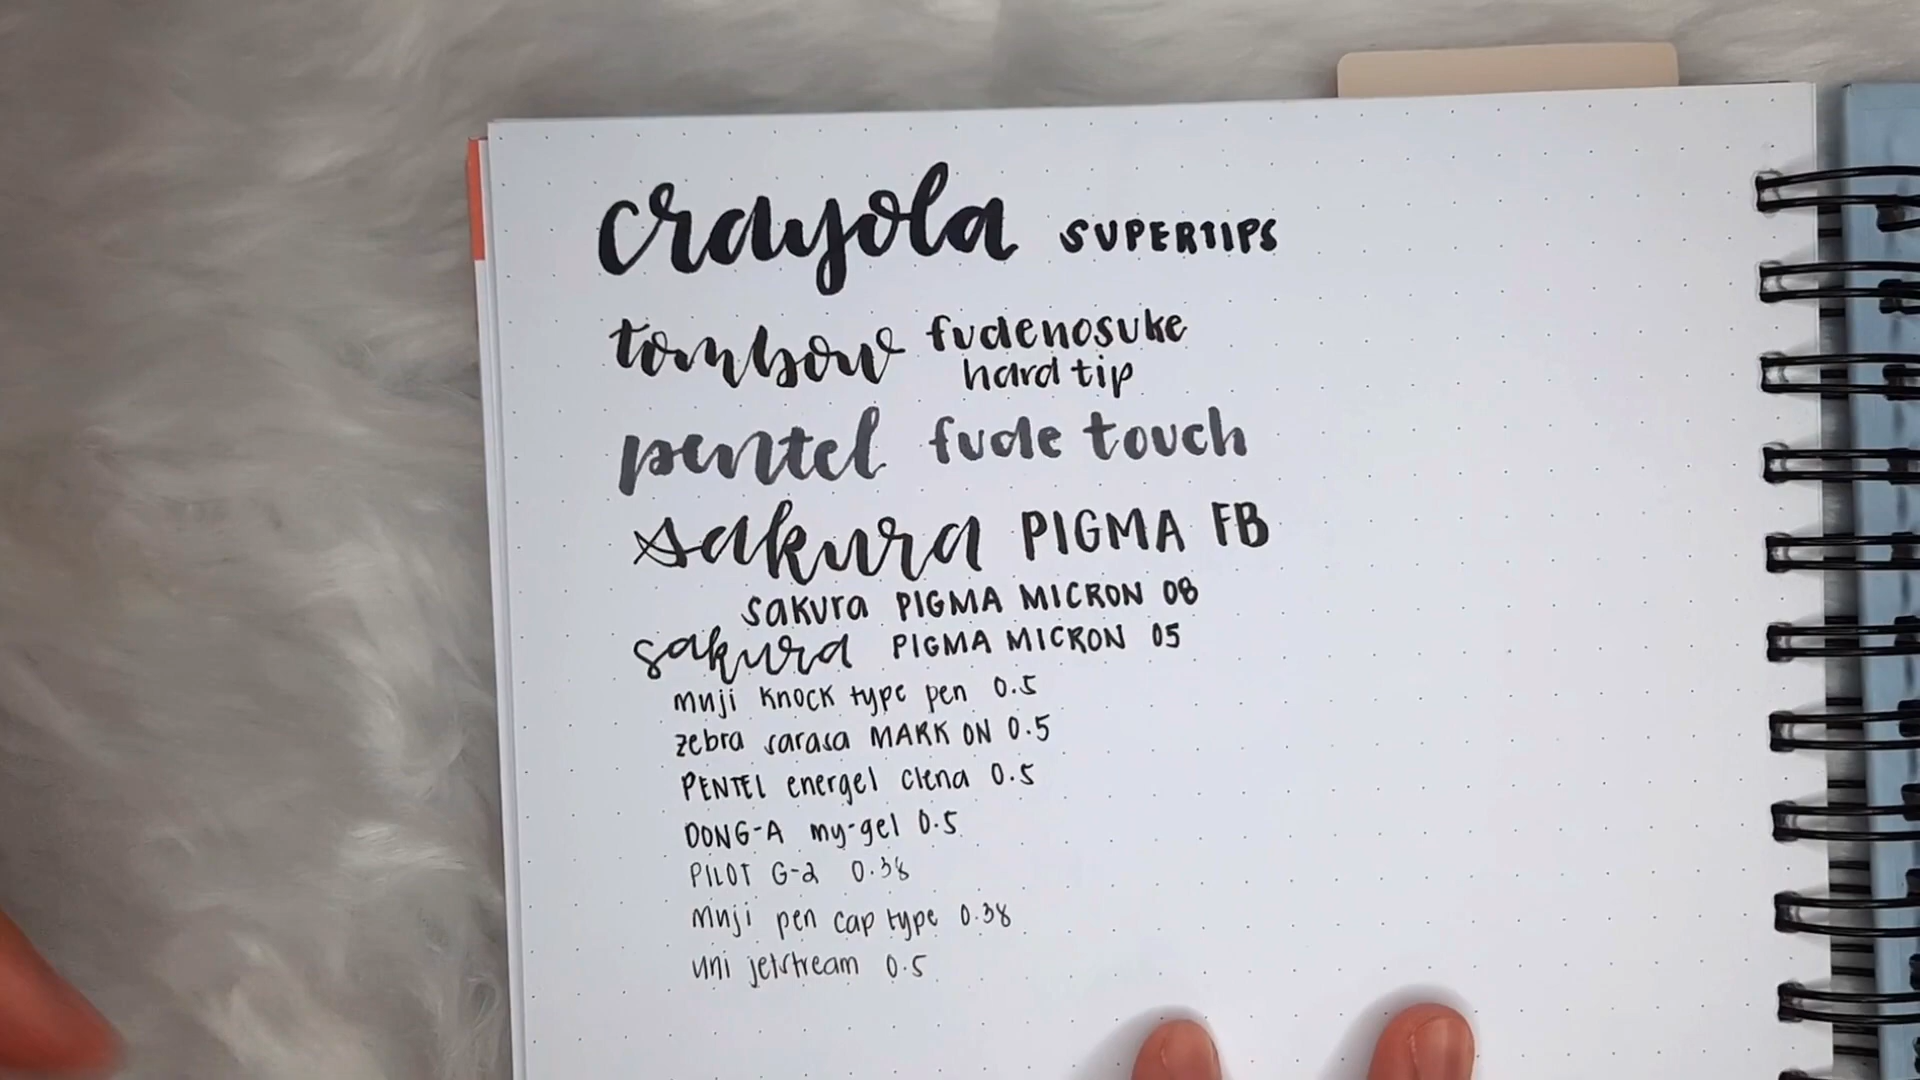 crayola SUPERTIPS
tombow fudenosuke
hard tip
pentel fude touch
sakura PIGMA FB
sakura PIGMA MICRON 08
sakura PIGMA MICRON 05
muji knock type pen 0.5
zebra sarasa MARK ON 0.5
PENTEL energel clena 0.5
DONG-A my-gel 0.5
PILOT G-2 0.38
muji pen cap type 0.38
uni jetstream 0.5